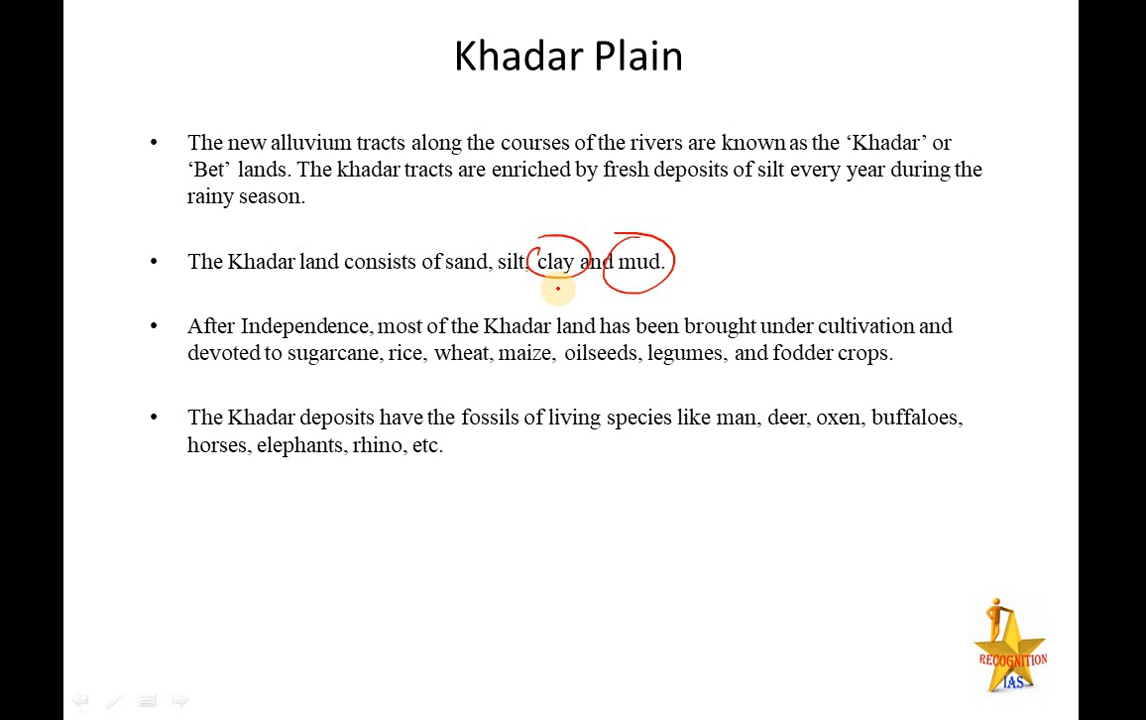 Khadar Plain
• The new alluvium tracts along the courses of the rivers are known as the ‘Khadar’ or
‘Bet’ lands. The khadar tracts are enriched by fresh deposits of silt every year during the
rainy season.
• The Khadar land consists of sand, silt, clay and mud.
• After Independence, most of the Khadar land has been brought under cultivation and
devoted to sugarcane, rice, wheat, maize, oilseeds, legumes, and fodder crops.
• The Khadar deposits have the fossils of living species like man, deer, oxen, buffaloes,
horses, elephants, rhino, etc.
RECOGNITION
IAS